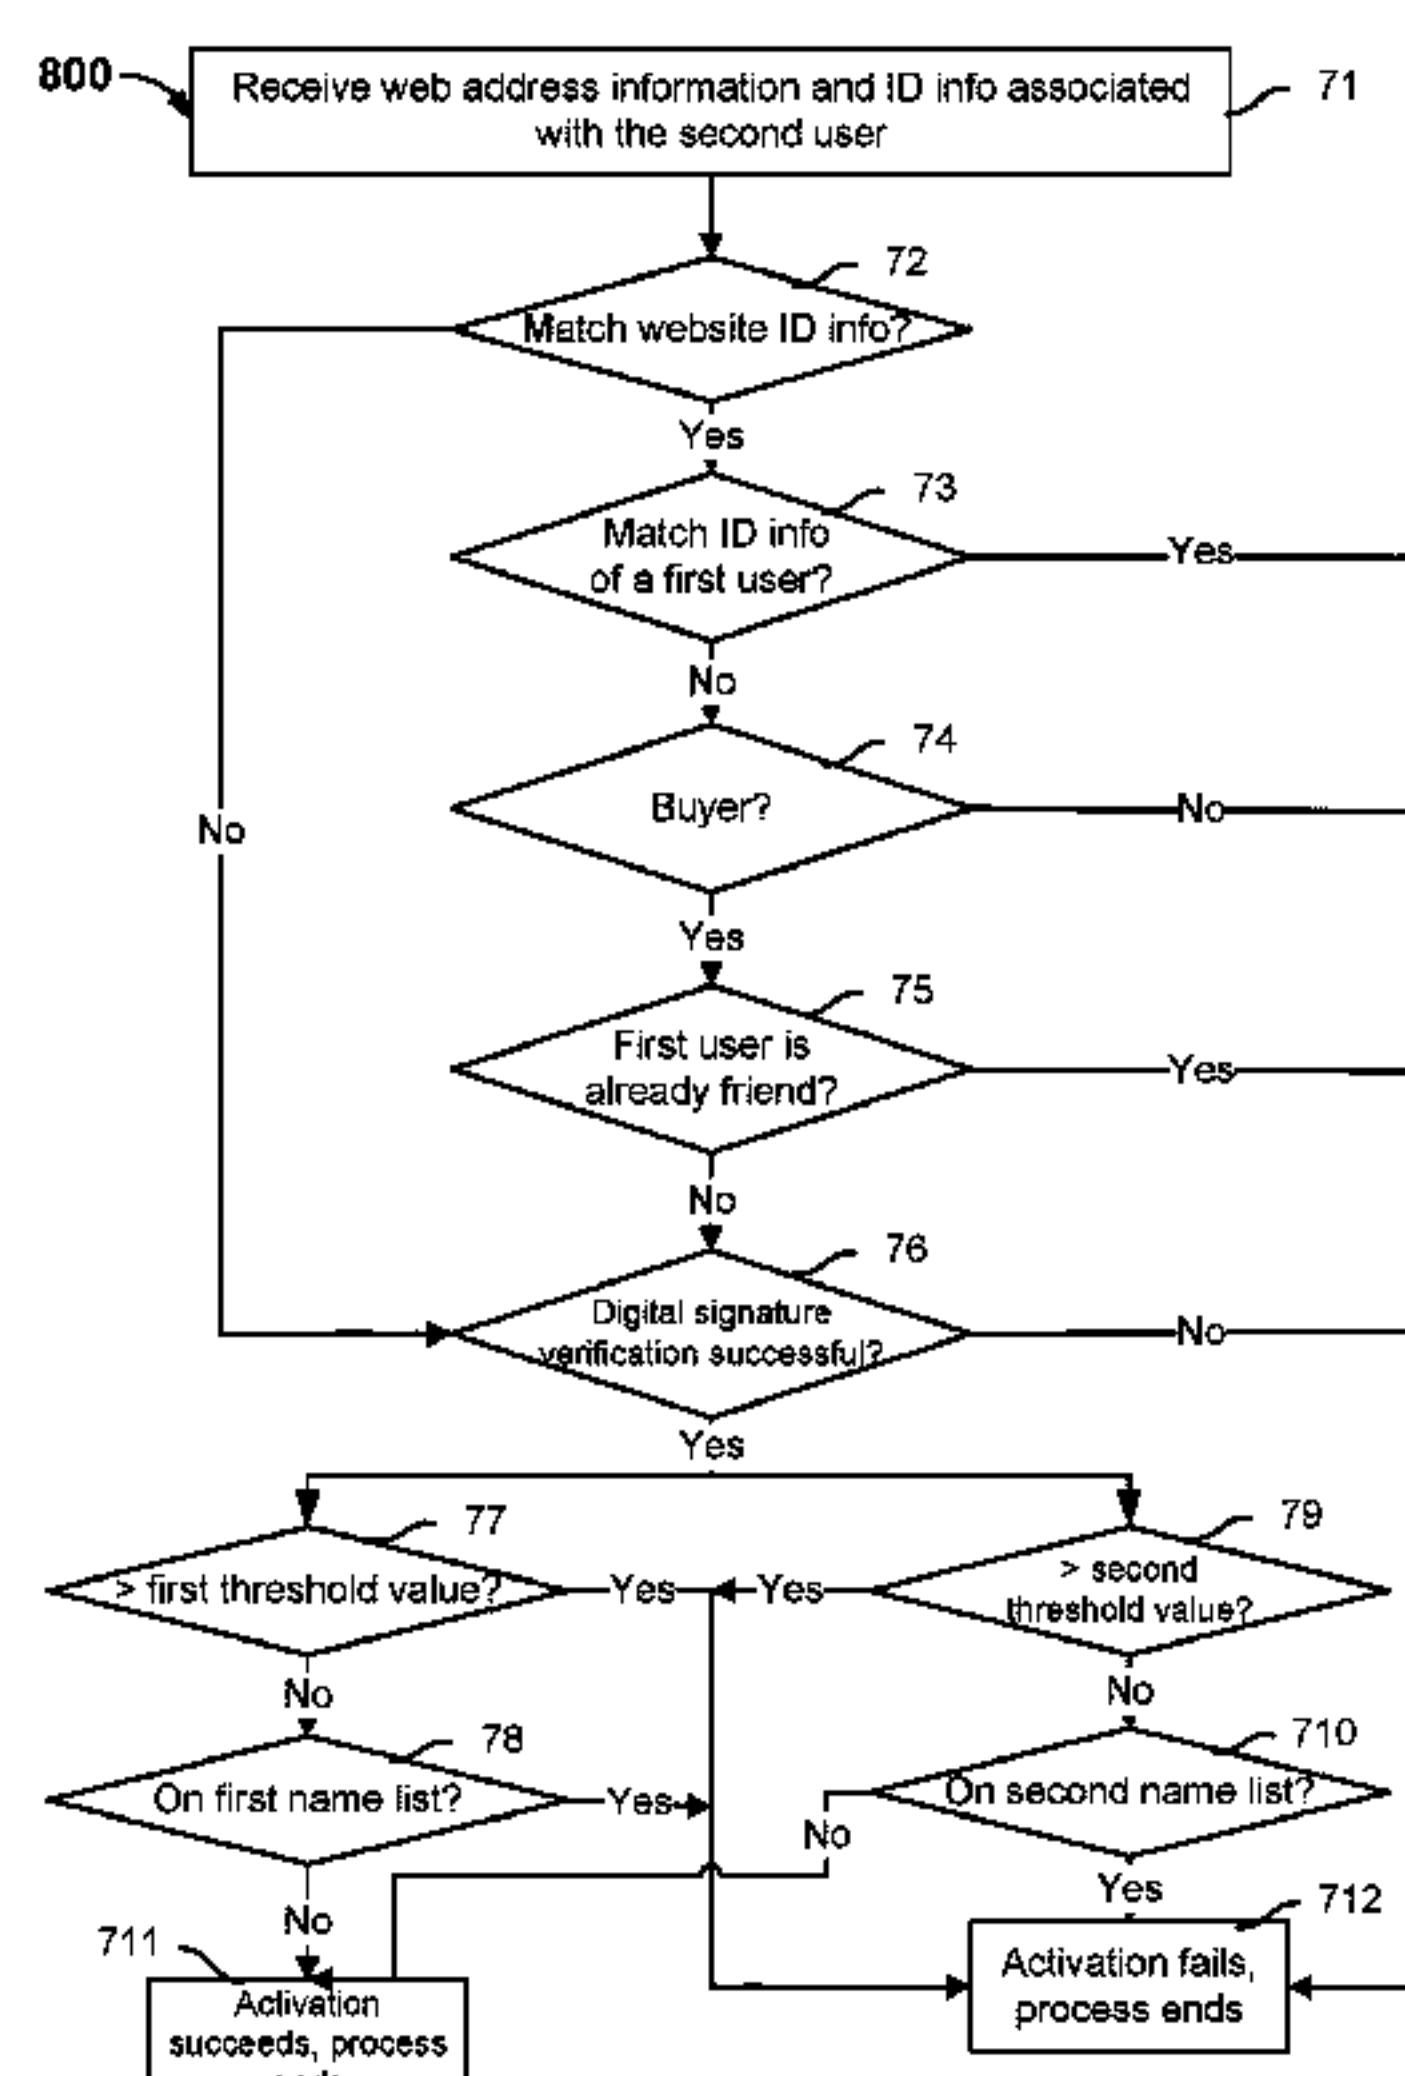 800
Receive web address information and ID info associated
with the second user
71
72
Match website ID info?
Yes
73
Match ID info
of a first user?
Yes
No
74
Buyer?
No
No
Yes
75
First user is
already friend?
Yes
No
76
Digital signature
verification successful?
No
Yes
77
79
> first threshold value?
Yes
Yes
> second
threshold value?
No
No
78
710
On first name list?
Yes
On second name list?
No
Yes
No
711
712
Activation
succeeds, process
Activation fails,
process ends